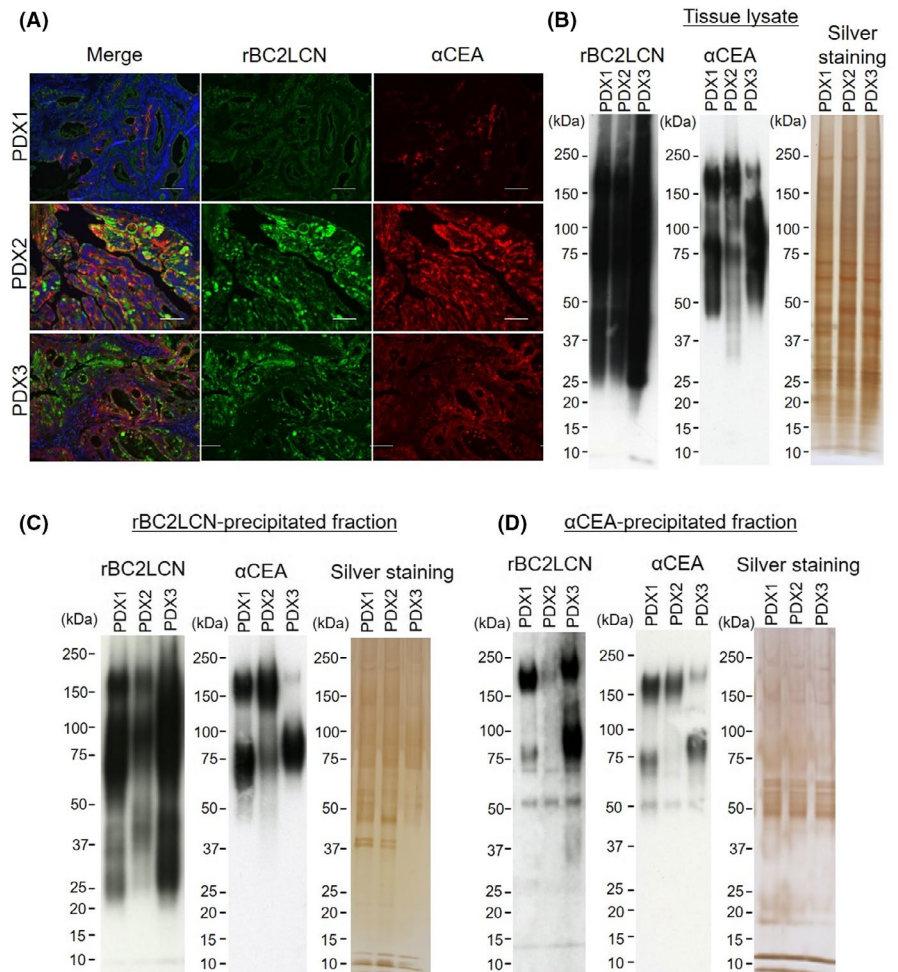 (A)
Merge rBC2LCN αCEA
PDX1
PDX2
PDX3
(B) Tissue lysate
rBC2LCN αCEA Silver staining
PDX1 PDX2 PDX3 PDX1 PDX2 PDX3 PDX1 PDX2 PDX3
(kDa) (kDa) (kDa)
250 250 250
150 150 150
100 100 100
75 75 75
50 50 50
37 37 37
25 25 25
20 20 20
15 15 15
10 10 10
(C) rBC2LCN-precipitated fraction
rBC2LCN αCEA Silver staining
PDX1 PDX2 PDX3 PDX1 PDX2 PDX3 PDX1 PDX2 PDX3
(kDa) (kDa) (kDa)
250 250 250
150 150 150
100 100 100
75 75 75
50 50 50
37 37 37
25 25 25
20 20 20
15 15 15
10 10 10
(D) αCEA-precipitated fraction
rBC2LCN αCEA Silver staining
PDX1 PDX2 PDX3 PDX1 PDX2 PDX3 PDX1 PDX2 PDX3
(kDa) (kDa) (kDa)
250 250 250
150 150 150
100 100 100
75 75 75
50 50 50
37 37 37
25 25 25
20 20 20
15 15 15
10 10 10